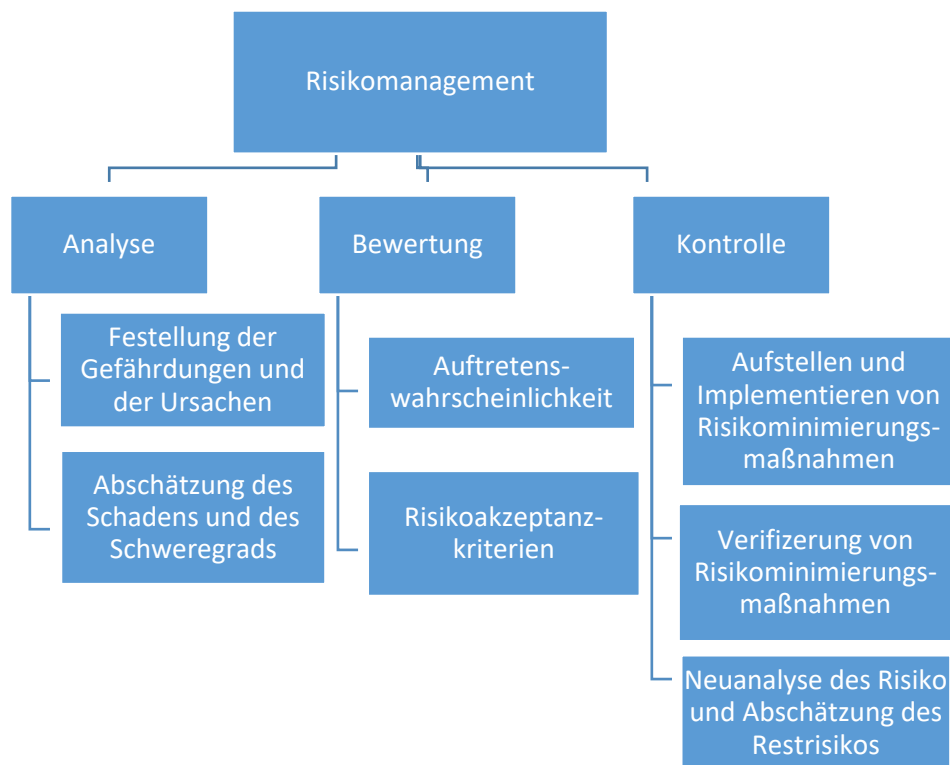 Risikomanagement
Analyse
Bewertung
Kontrolle
Festellung der
Gefährdungen und
der Ursachen
Abschätzung des
Schadens und des
Schweregrads
Auftretens-
wahrscheinlichkeit
Risikoakzeptanz-
kriterien
Aufstellen und
Implementieren von
Risikominimierungs-
maßnahmen
Verifizerung von
Risikominimierungs-
maßnahmen
Neuanalyse des Risiko
und Abschätzung des
Restrisikos